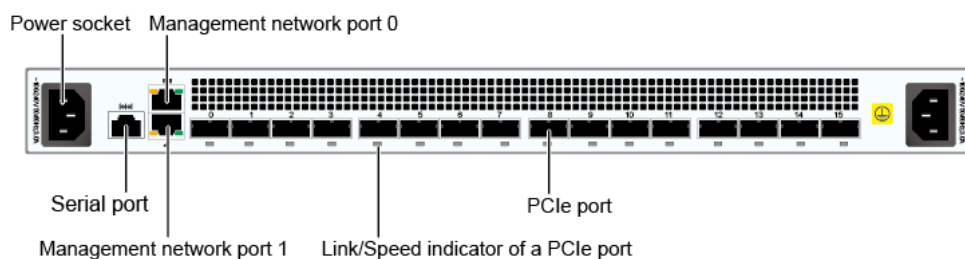 Power socket
Management network port 0
0 1 2 3 4 5 6 7 8 9 10 11 12 13 14 15
Serial port
PCIe port
Management network port 1
Link/Speed indicator of a PCIe port